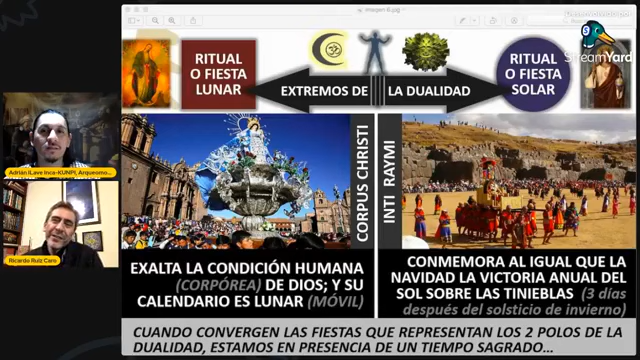 imagen 6.jpg
StreamYard
RITUAL
O FIESTA
LUNAR
EXTREMOS DE LA DUALIDAD
RITUAL
O FIESTA
SOLAR
CORPUS CHRISTI
INTI RAYMI
Ricardo Ruiz Caro
EXALTA LA CONDICIÓN HUMANA
(CORPÓREA) DE DIOS; Y SU
CALENDARIO ES LUNAR (MÓVIL)
CONMEMORA AL IGUAL QUE LA
NAVIDAD LA VICTORIA ANUAL DEL
SOL SOBRE LAS TINIEBLAS (3 días
después del solsticio de invierno)
CUANDO CONVERGEN LAS FIESTAS QUE REPRESENTAN LOS 2 POLOS DE LA
DUALIDAD, ESTAMOS EN PRESENCIA DE UN TIEMPO SAGRADO...